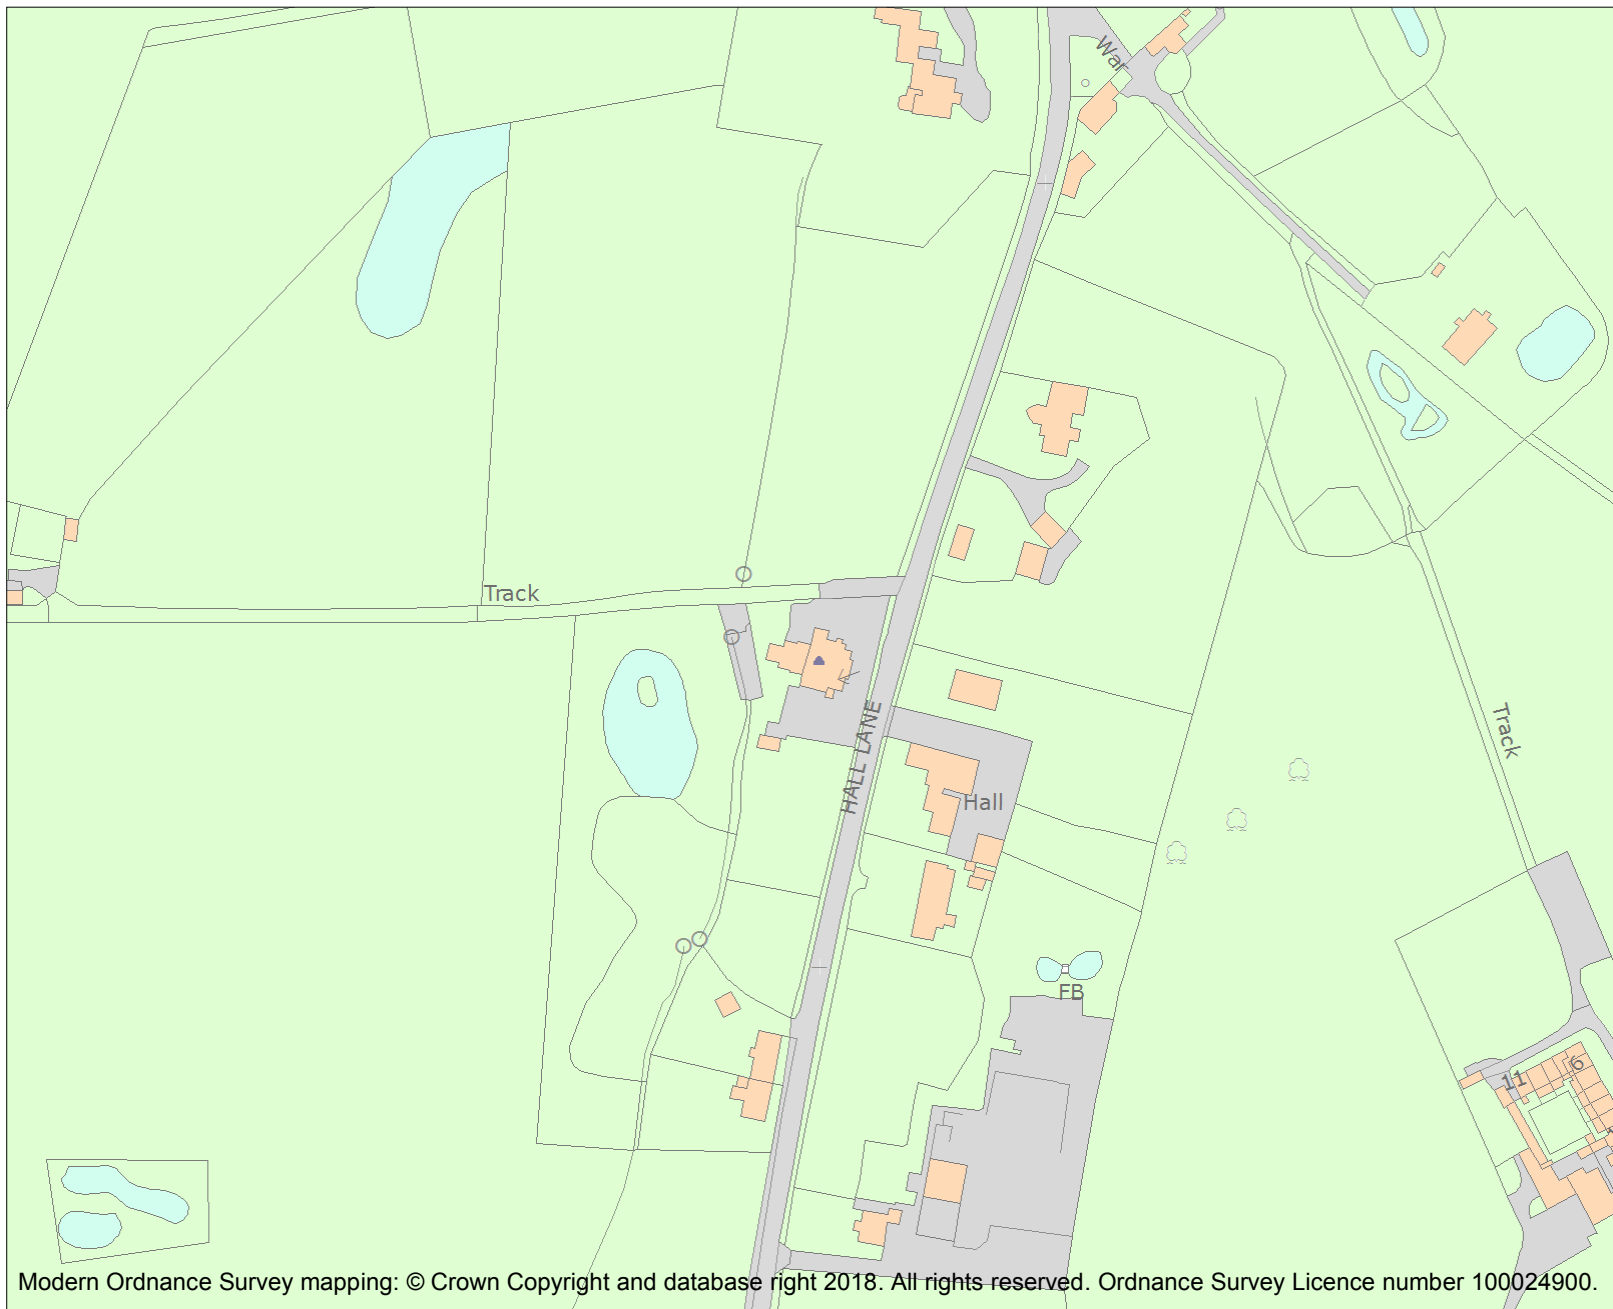 War
Track
HALL LANE
Track
Hall
FB
11
6
Modern Ordnance Survey mapping: © Crown Copyright and database right 2018. All rights reserved. Ordnance Survey Licence number 100024900.